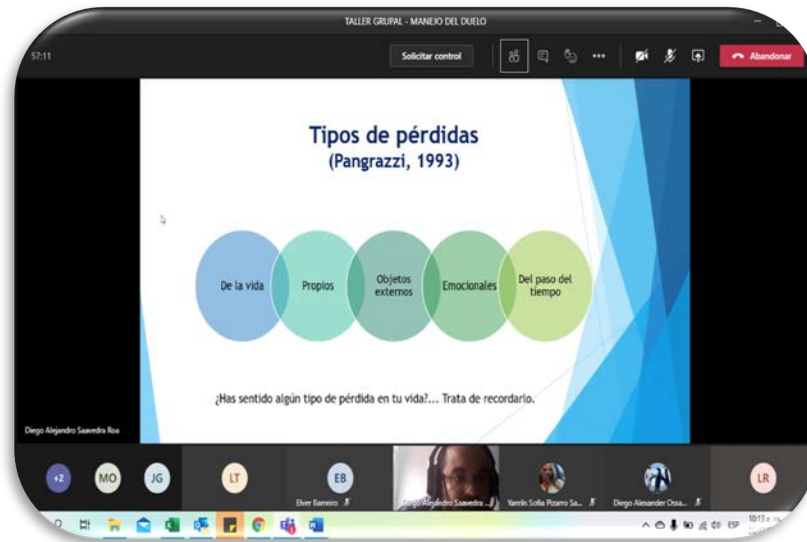 TALLER GRUPAL - MANEJO DEL DUELO
57:11
Solicitar control
Abandonar
Tipos de pérdidas
(Pangrazzi, 1993)
De la vida
Propios
Objetos
externos
Emocionales
Del paso del
tiempo
¿Has sentido algún tipo de pérdida en tu vida?... Trata de recordarlo.
Diego Alejandro Saavedra Roa
+2
MO
JG
LT
EB
LR
Elver Barreiro
Diego Alejandro Saavedra ...
Yarelis Sofia Pizarro Sa...
Diego Alexander Ossa...
ESP
10:13